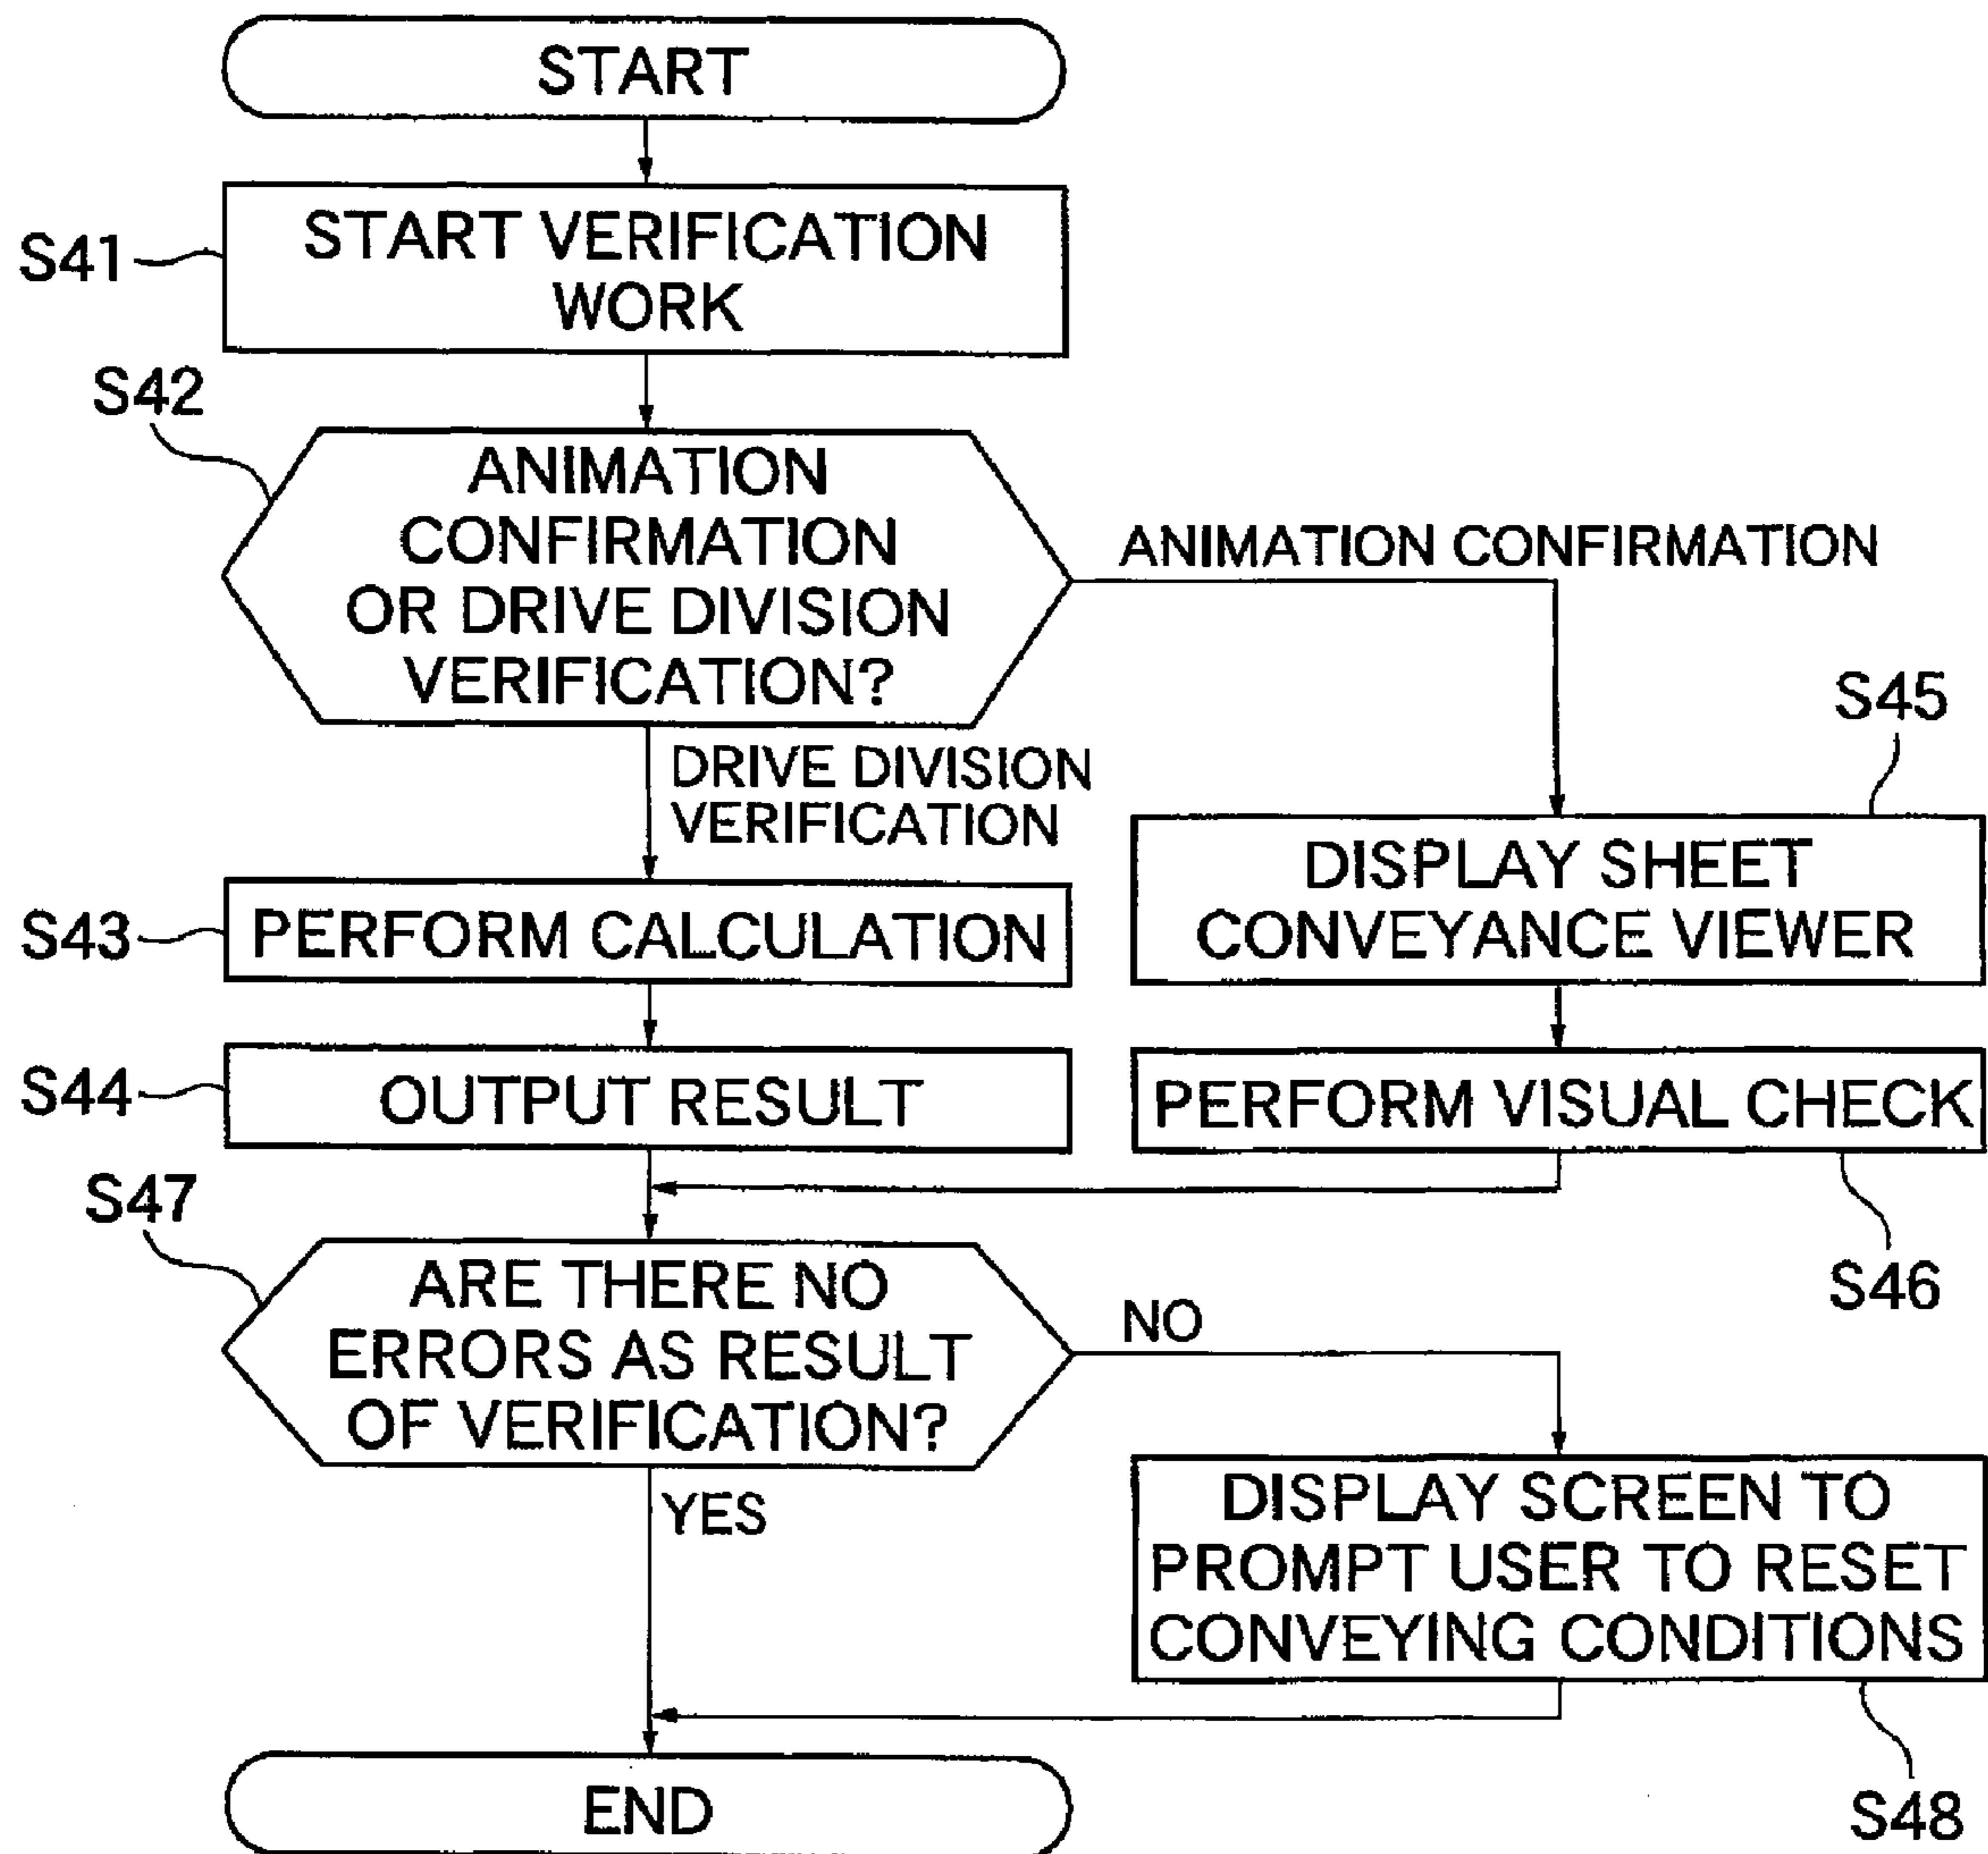 START
S41
START VERIFICATION
WORK
S42
ANIMATION
CONFIRMATION
OR DRIVE DIVISION
VERIFICATION?
ANIMATION CONFIRMATION
DRIVE DIVISION
VERIFICATION
S45
DISPLAY SHEET
CONVEYANCE VIEWER
S43
PERFORM CALCULATION
S44
OUTPUT RESULT
PERFORM VISUAL CHECK
S46
S47
ARE THERE NO
ERRORS AS RESULT
OF VERIFICATION?
NO
YES
DISPLAY SCREEN TO
PROMPT USER TO RESET
CONVEYING CONDITIONS
S48
END